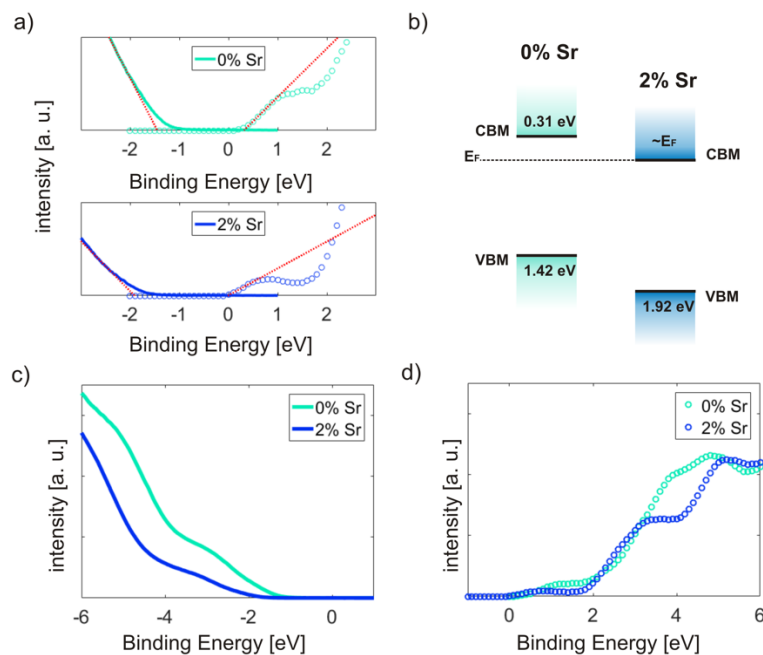 a)
0% Sr
-2 -1 0 1 2
Binding Energy [eV]
intensity [a. u.]
2% Sr
-2 -1 0 1 2
Binding Energy [eV]
b)
0% Sr
2% Sr
CBM
0.31 eV
EF
~EF
CBM
VBM
1.42 eV
1.92 eV
VBM
c)
0% Sr
2% Sr
intensity [a. u.]
-6 -4 -2 0
Binding Energy [eV]
d)
0% Sr
2% Sr
intensity [a. u.]
0 2 4 6
Binding Energy [eV]